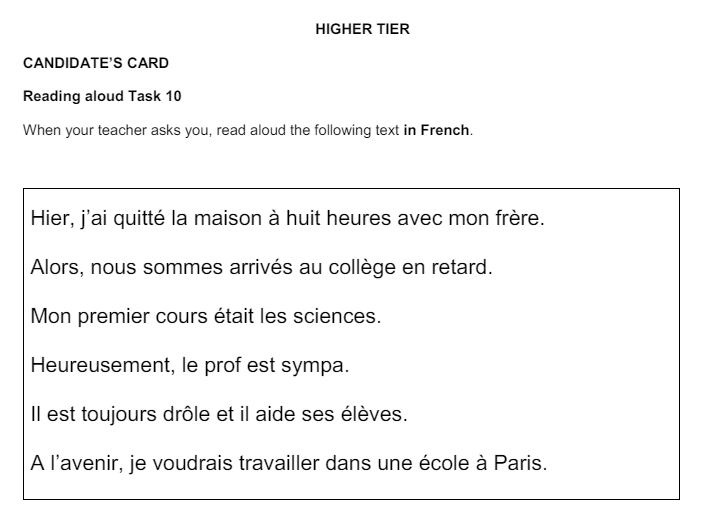 HIGHER TIER
CANDIDATE'S CARD
Reading aloud Task 10
When your teacher asks you, read aloud the following text in French.
Hier, j'ai quitté la maison à huit heures avec mon frère.
Alors, nous sommes arrivés au collège en retard.
Mon premier cours était les sciences.
Heureusement, le prof est sympa.
Il est toujours drôle et il aide ses élèves.
A l'avenir, je voudrais travailler dans une école à Paris.